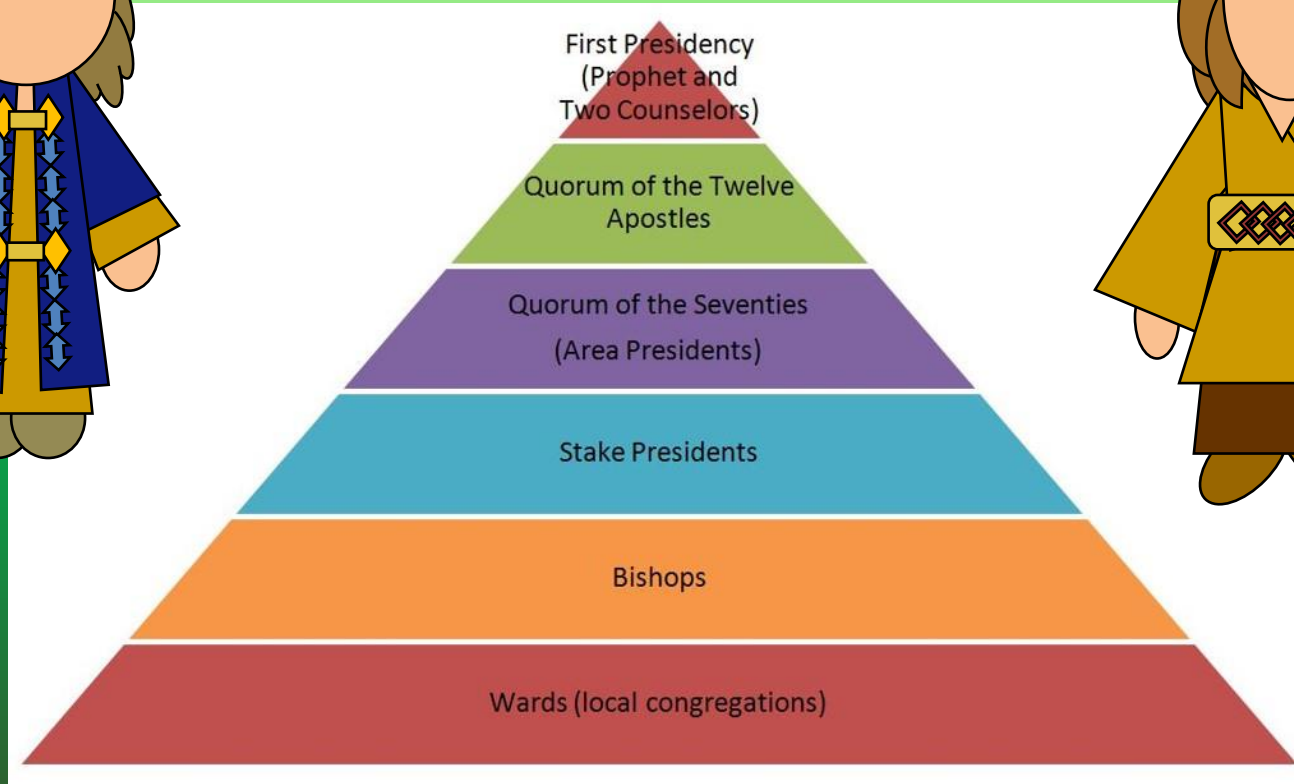 First Presidency
(Prophet and
Two Counselors)
Quorum of the Twelve
Apostles
Quorum of the Seventies
(Area Presidents)
Stake Presidents
Bishops
Wards (local congregations)